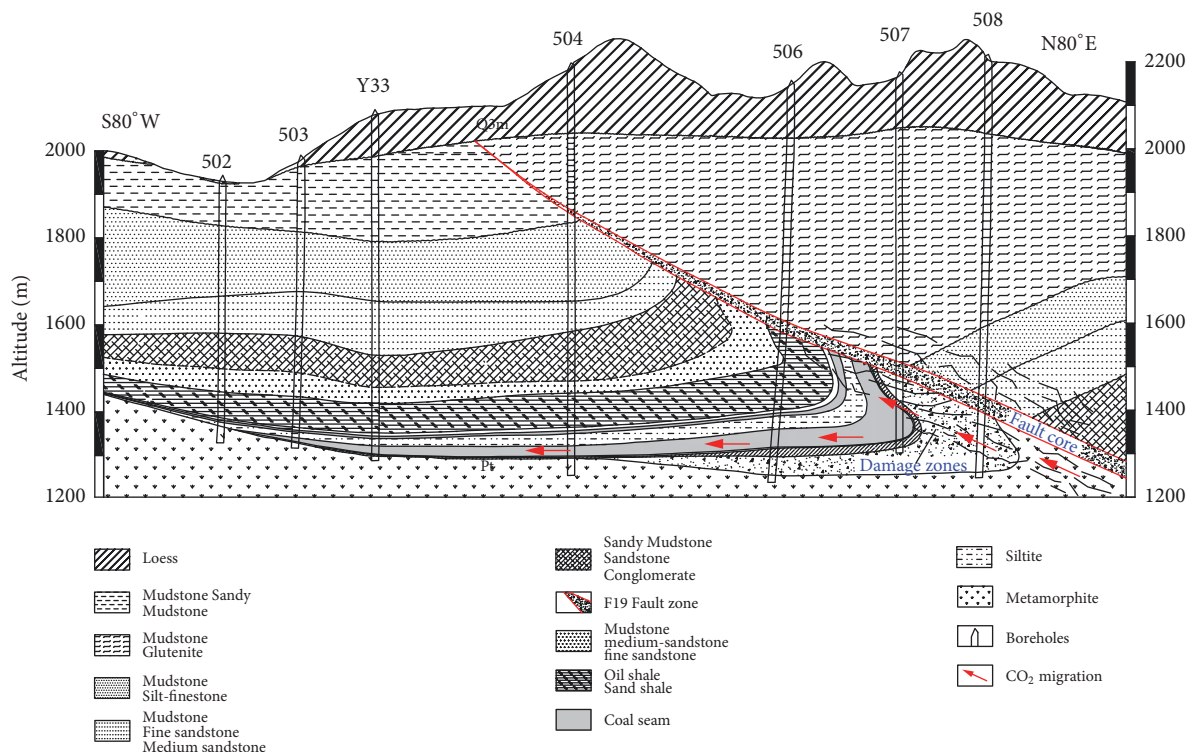 508
507
504
N80°E
506
2200
2200
Y33
Q3m
S80°W
503
502
2000
2000
1800
1800
1600
1600
Altitude (m)
1400
1400
Fault core
Damage zones
Pt
1200
1200
Loess
Mudstone Sandy
Mudstone
Mudstone
Glutenite
Mudstone
Silt-finestone
Mudstone
Fine sandstone
Medium sandstone
Sandy Mudstone
Sandstone
Conglomerate
F19 Fault zone
Mudstone
medium-sandstone
fine sandstone
Oil shale
Sand shale
Coal seam
Siltite
Metamorphite
Boreholes
CO₂ migration